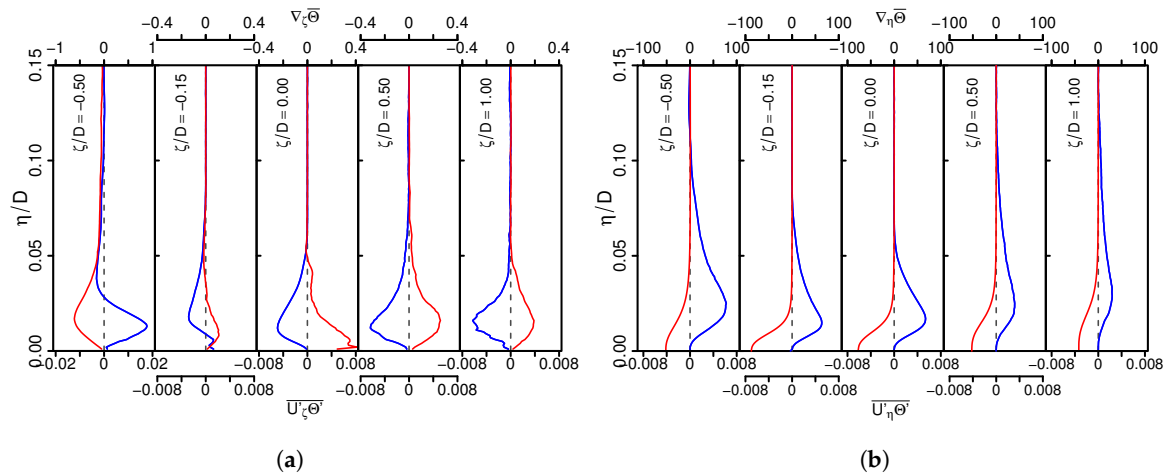 ∇ζΘ̅ ∇ηΘ̅
−0.4 0 0.4 −0.4 0 0.4 −100 0 100 −100 0 100
−1 0 1 −0.4 0 0.4 −0.4 0 0.4 −100 0 100 −100 0 100 −100 0 100
0.00 0.05 0.10 0.15 0.00 0.05 0.10 0.15
η/D η/D
ζ/D = −0.50 ζ/D = −0.15 ζ/D = 0.00 ζ/D = 0.50 ζ/D = 1.00 ζ/D = −0.50 ζ/D = −0.15 ζ/D = 0.00 ζ/D = 0.50 ζ/D = 1.00
−0.02 0 0.02 −0.008 0 0.008 −0.008 0 0.008 −0.008 0 0.008 −0.008 0 0.008 −0.008 0 0.008
−0.008 0 0.008 −0.008 0 0.008 −0.008 0 0.008 −0.008 0 0.008
U'ζΘ' U'ηΘ'
(a) (b)